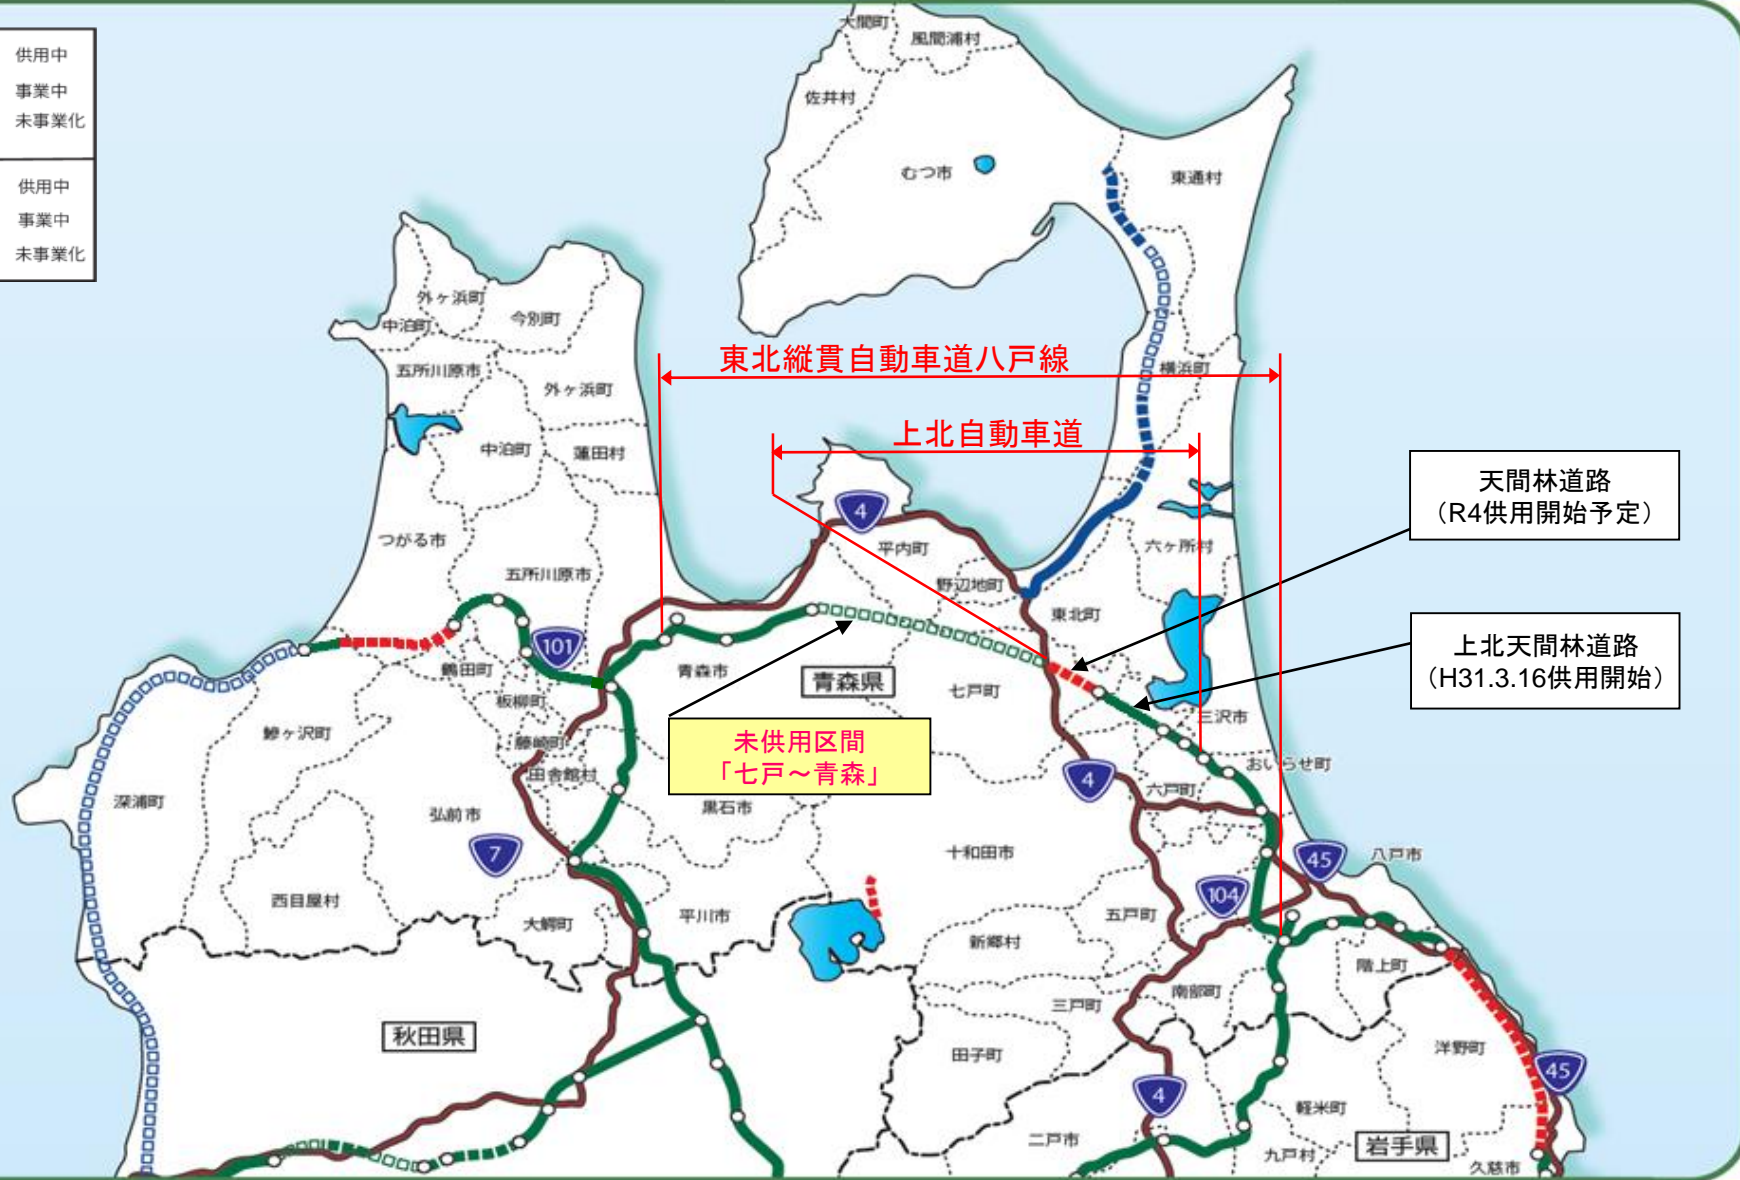 供用中
事業中
未事業化
供用中
事業中
未事業化
大間町
風間浦村
佐井村
むつ市
東通村
外ヶ浜町
中泊町
今別町
五所川原市
外ヶ浜町
東北縦貫自動車道八戸線
横浜町
上北自動車道
中泊町
蓬田村
天間林道路
（R4供用開始予定）
4
つがる市
平内町
六ヶ所村
五所川原市
野辺地町
東北町
上北天間林道路
（H31.3.16供用開始）
101
鶴田町
青森市
青森県
七戸町
板柳町
三沢市
鰺ヶ沢町
藤崎町
未供用区間
「七戸～青森」
田舎館村
おいらせ町
4
六戸町
深浦町
弘前市
黒石市
7
十和田市
45
八戸市
西目屋村
104
大鰐町
平川市
五戸町
新郷村
階上町
南部町
三戸町
秋田県
田子町
洋野町
45
4
軽米町
二戸市
九戸村
岩手県
久慈市